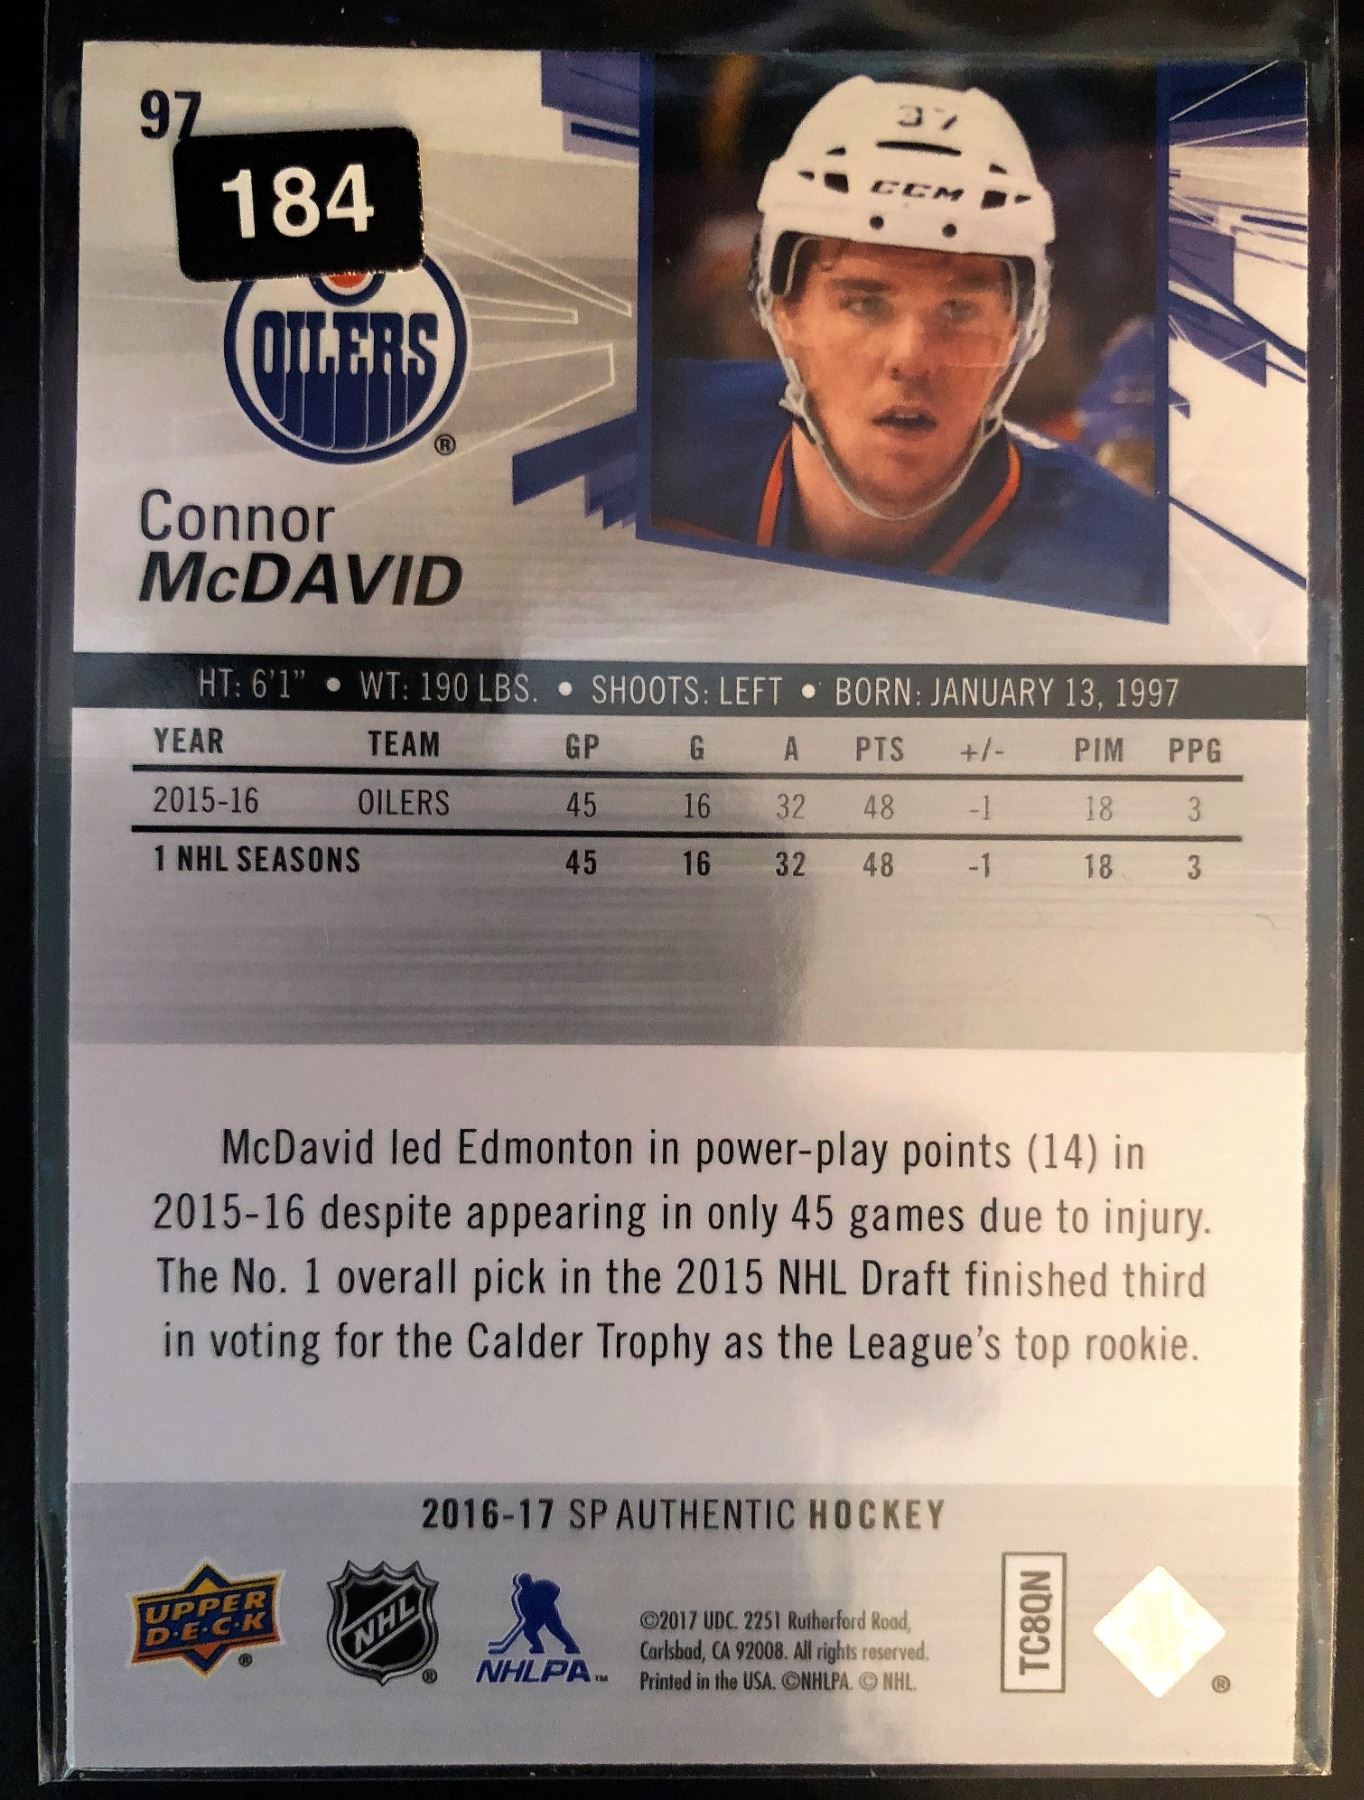 97
184
37
CCM
OILERS
®
Connor
McDAVID
HT: 6'1" • WT: 190 LBS. • SHOOTS: LEFT • BORN: JANUARY 13, 1997
YEAR TEAM GP G A PTS +/- PIM PPG
2015-16 OILERS 45 16 32 48 -1 18 3
1 NHL SEASONS 45 16 32 48 -1 18 3
McDavid led Edmonton in power-play points (14) in
2015-16 despite appearing in only 45 games due to injury.
The No. 1 overall pick in the 2015 NHL Draft finished third
in voting for the Calder Trophy as the League's top rookie.
2016-17 SP AUTHENTIC HOCKEY
UPPER
D·E·C·K
®
NHL
®
NHLPA™
©2017 UDC. 2251 Rutherford Road,
Carlsbad, CA 92008. All rights reserved.
Printed in the USA. ©NHLPA. © NHL.
TC8QN
®